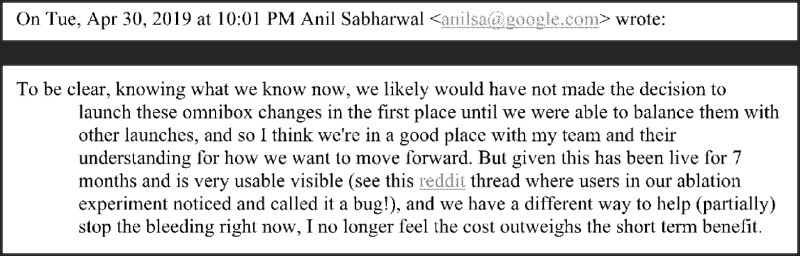 On Tue, Apr 30, 2019 at 10:01 PM Anil Sabharwal <anilsa@google.com> wrote:
To be clear, knowing what we know now, we likely would have not made the decision to
launch these omnibox changes in the first place until we were able to balance them with
other launches, and so I think we're in a good place with my team and their
understanding for how we want to move forward. But given this has been live for 7
months and is very usable visible (see this reddit thread where users in our ablation
experiment noticed and called it a bug!), and we have a different way to help (partially)
stop the bleeding right now, I no longer feel the cost outweighs the short term benefit.